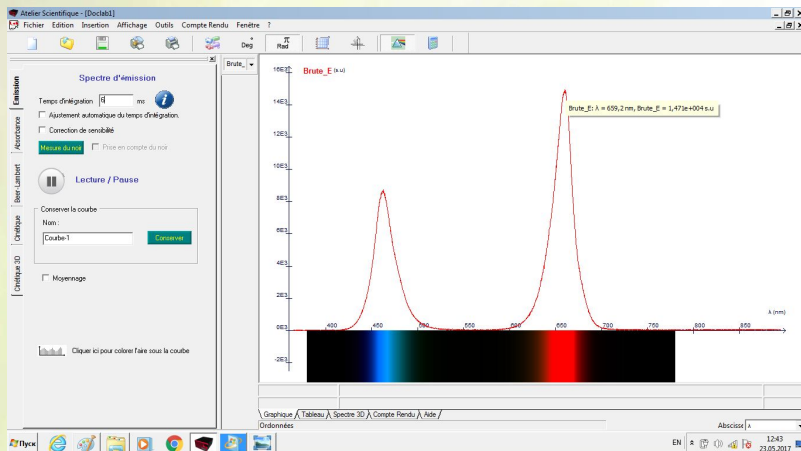 Atelier Scientifique - [Doclab1]
Fichier Edition Insertion Affichage Outils Compte Rendu Fenêtre ?
Deg
π
Rad
Emission
Absorbance
Beer-Lambert
Cinétique
Cinétique 3D
Spectre d'émission
Temps d'intégration 6 ms
Ajustement automatique du temps d'intégration.
Correction de sensibilité
Mesure du noir
Prise en compte du noir
Lecture / Pause
Conserver la courbe
Nom :
Courbe-1
Conserver
Moyennage
Cliquer ici pour colorer l'aire sous la courbe
Brute_
Brute_E (s.u)
16E3
14E3
12E3
10E3
8E3
6E3
4E3
2E3
0E3
-2E3
Brute_E: λ = 659,2 nm, Brute_E = 1,471e+004 s.u
λ (nm)
400 450 500 550 600 650 700 750 800 850
Graphique Tableau Spectre 3D Compte Rendu Aide
Ordonnées
Abscisse λ
Пуск
EN
12:43
23.05.2017